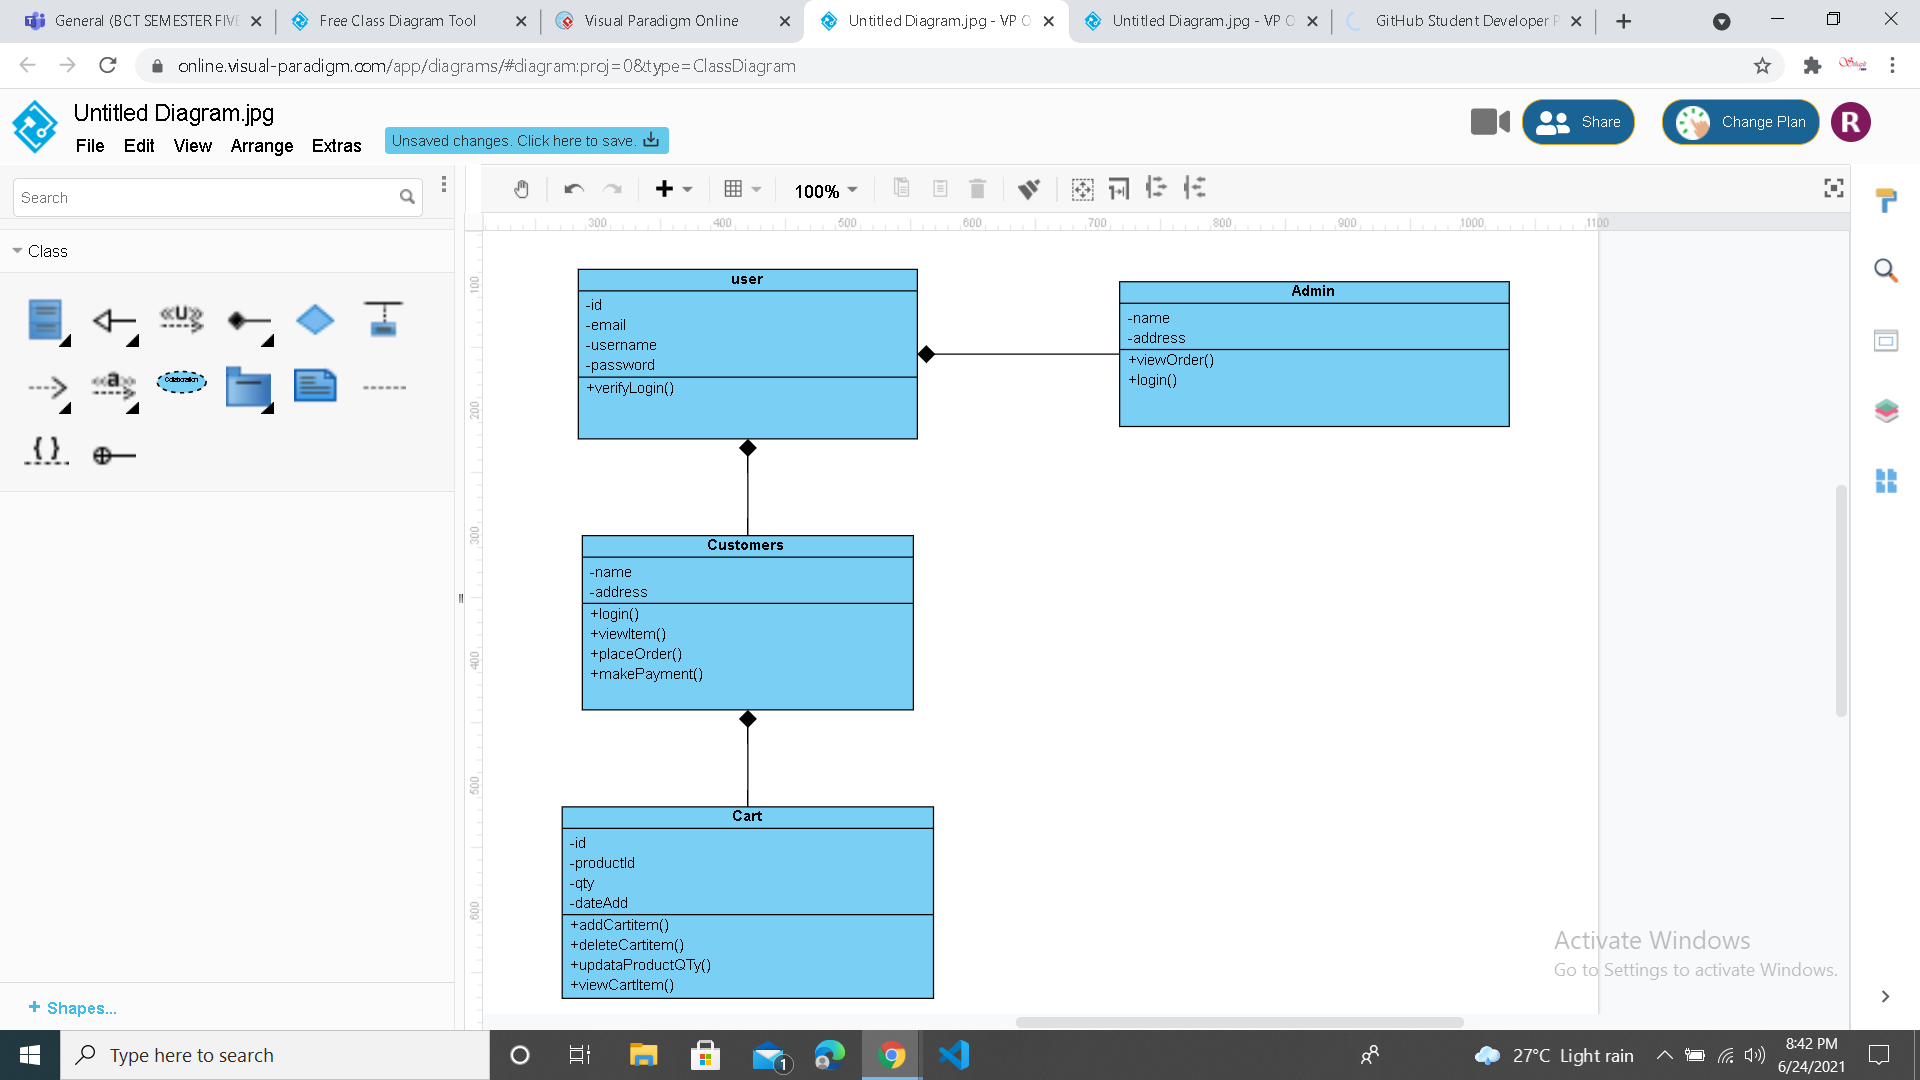 General (BCT SEMESTER FIVE
Free Class Diagram Tool
Visual Paradigm Online
Untitled Diagram.jpg - VP O
Untitled Diagram.jpg - VP O
GitHub Student Developer P
online.visual-paradigm.com/app/diagrams/#diagram:proj=0&type=ClassDiagram
Untitled Diagram.jpg
File Edit View Arrange Extras
Unsaved changes. Click here to save.
Share
Change Plan
R
Search
100%
Class
300 400 500 600 700 800 900 1000 1100
100
200
300
400
500
600
<<U>>
<<a>>
Collaboration
{ }
user
-id
-email
-username
-password
+verifyLogin()
Admin
-name
-address
+viewOrder()
+login()
Customers
-name
-address
+login()
+viewItem()
+placeOrder()
+makePayment()
Cart
-id
-productId
-qty
-dateAdd
+addCartitem()
+deleteCartitem()
+updataProductQTy()
+viewCartItem()
Activate Windows
Go to Settings to activate Windows.
+ Shapes...
Type here to search
1
27°C Light rain
8:42 PM
6/24/2021